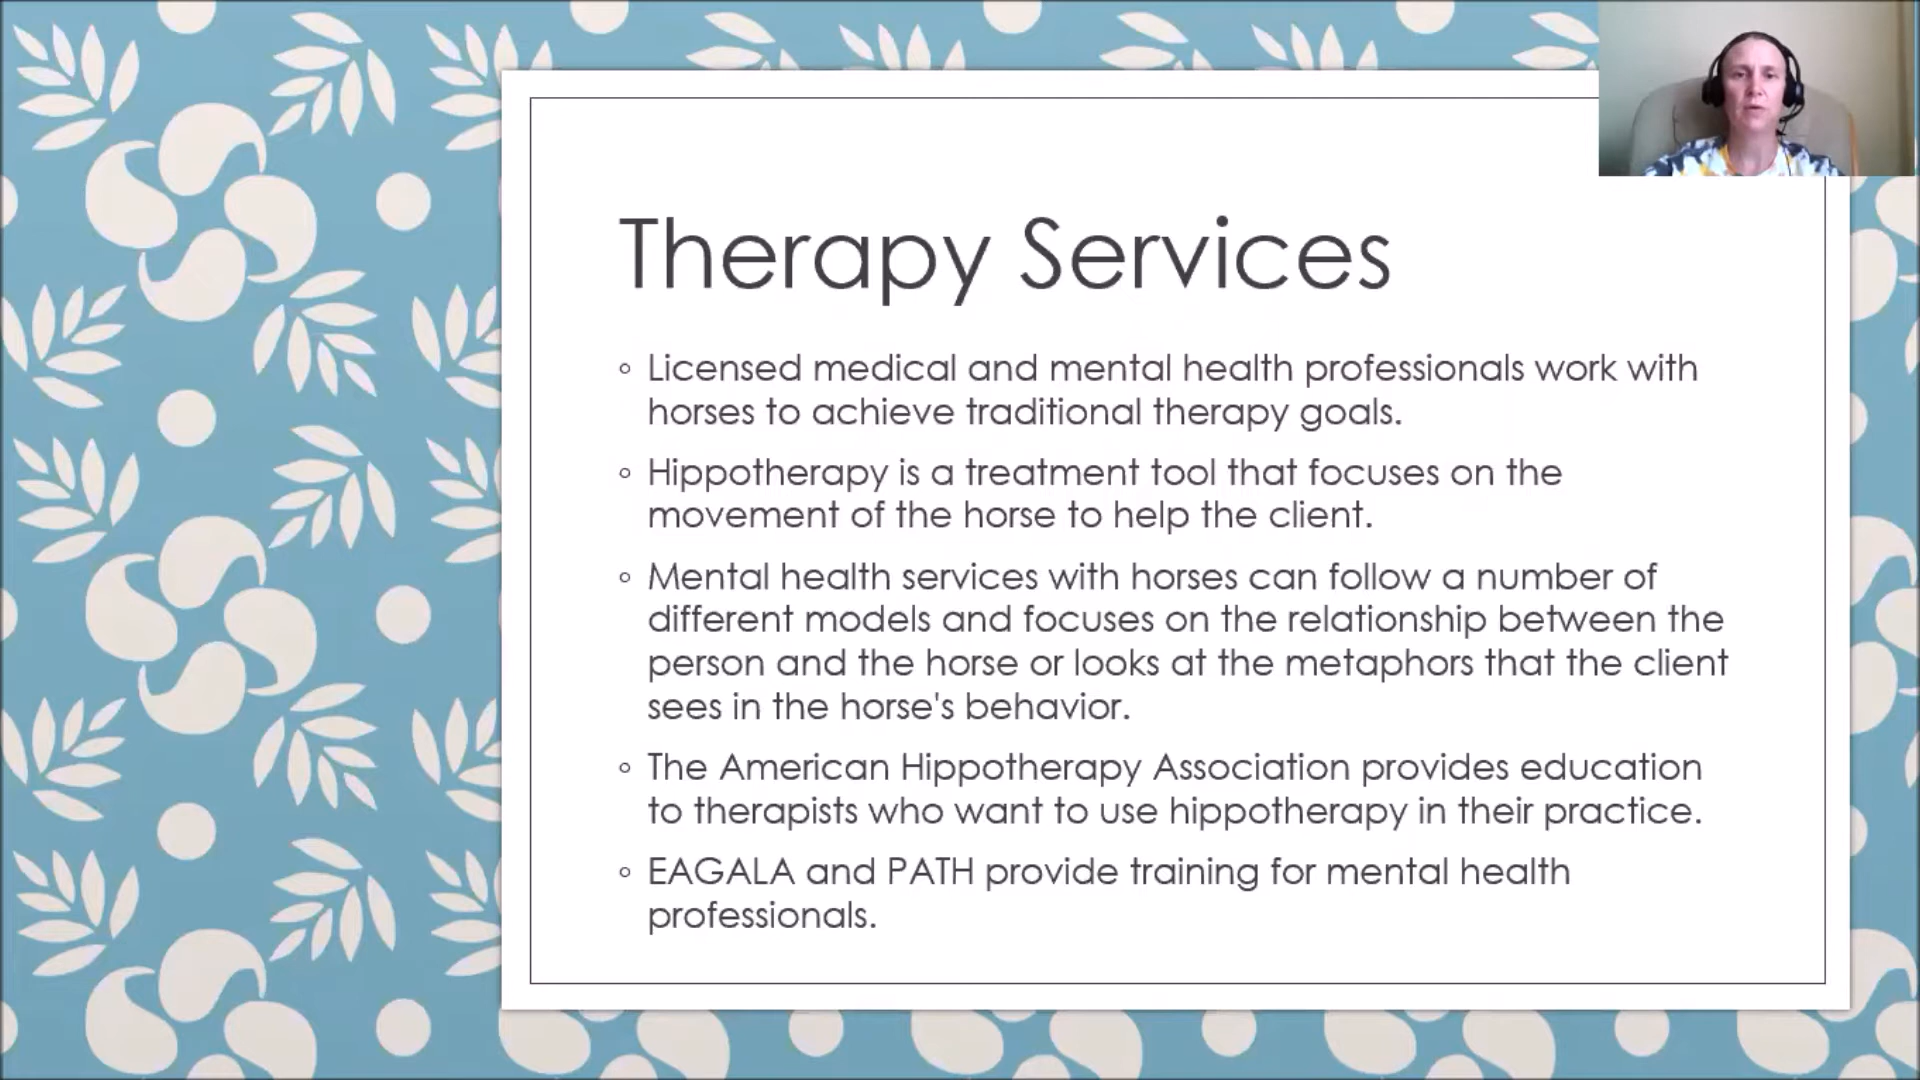 Therapy Services
◦ Licensed medical and mental health professionals work with
horses to achieve traditional therapy goals.
◦ Hippotherapy is a treatment tool that focuses on the
movement of the horse to help the client.
◦ Mental health services with horses can follow a number of
different models and focuses on the relationship between the
person and the horse or looks at the metaphors that the client
sees in the horse's behavior.
◦ The American Hippotherapy Association provides education
to therapists who want to use hippotherapy in their practice.
◦ EAGALA and PATH provide training for mental health
professionals.